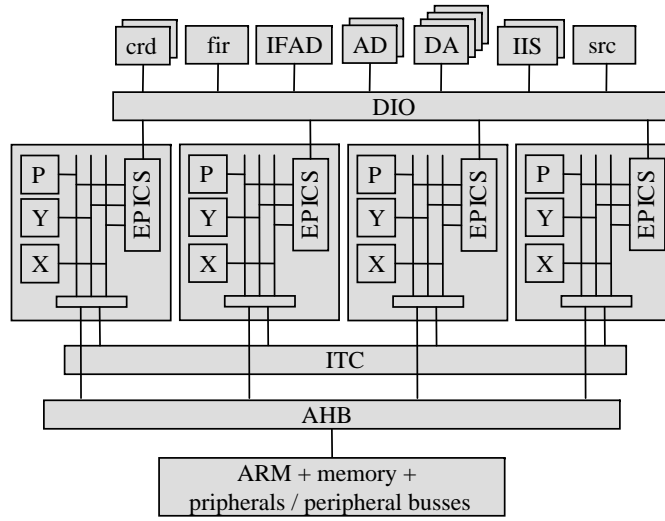 crd fir IFAD AD DA IIS src
DIO
P
Y
X
EPICS
P
Y
X
EPICS
P
Y
X
EPICS
P
Y
X
EPICS
ITC
AHB
ARM + memory +
pripherals / peripheral busses